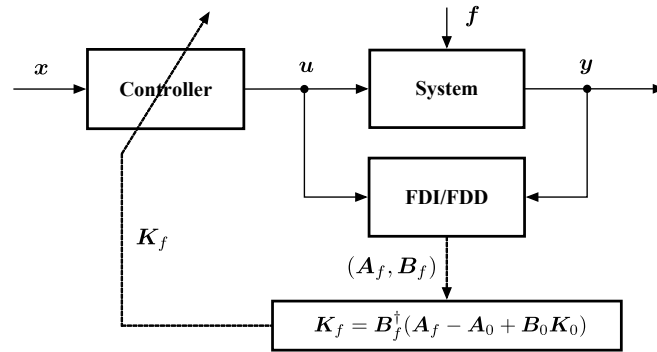 f
x
u
y
Controller
System
FDI/FDD
K_f
(A_f, B_f)
K_f = B_f^†(A_f − A_0 + B_0K_0)